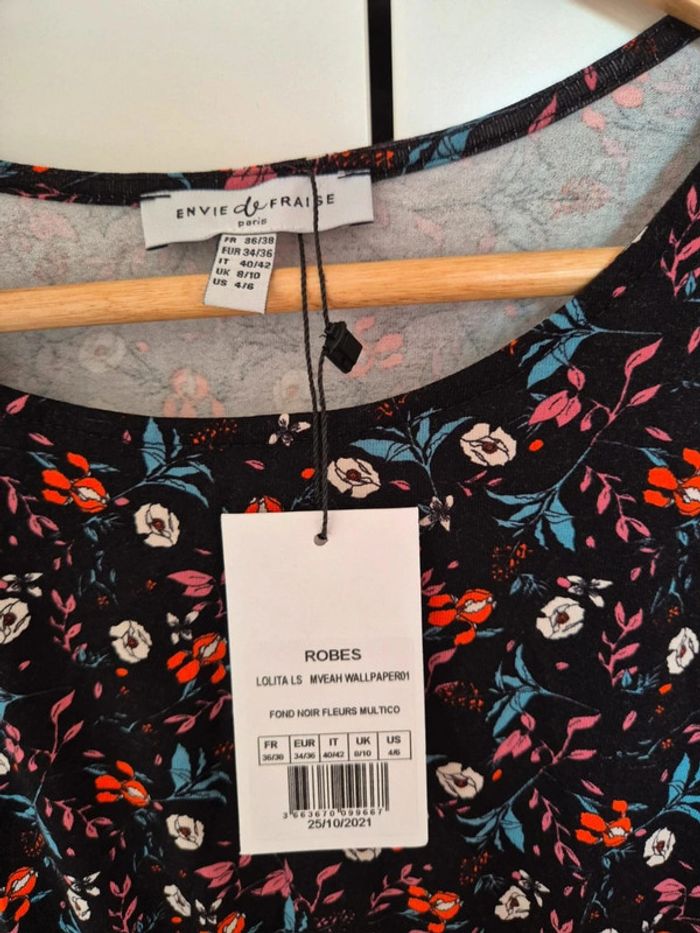 ENVIE de FRAISE
paris
FR 36/38
EUR 34/36
IT 40/42
UK 8/10
US 4/6
ROBES
LOLITA LS MVEAH WALLPAPER01
FOND NOIR FLEURS MULTICO
FR EUR IT UK US
36/38 34/36 40/42 8/10 4/6
3 663670 099667
25/10/2021